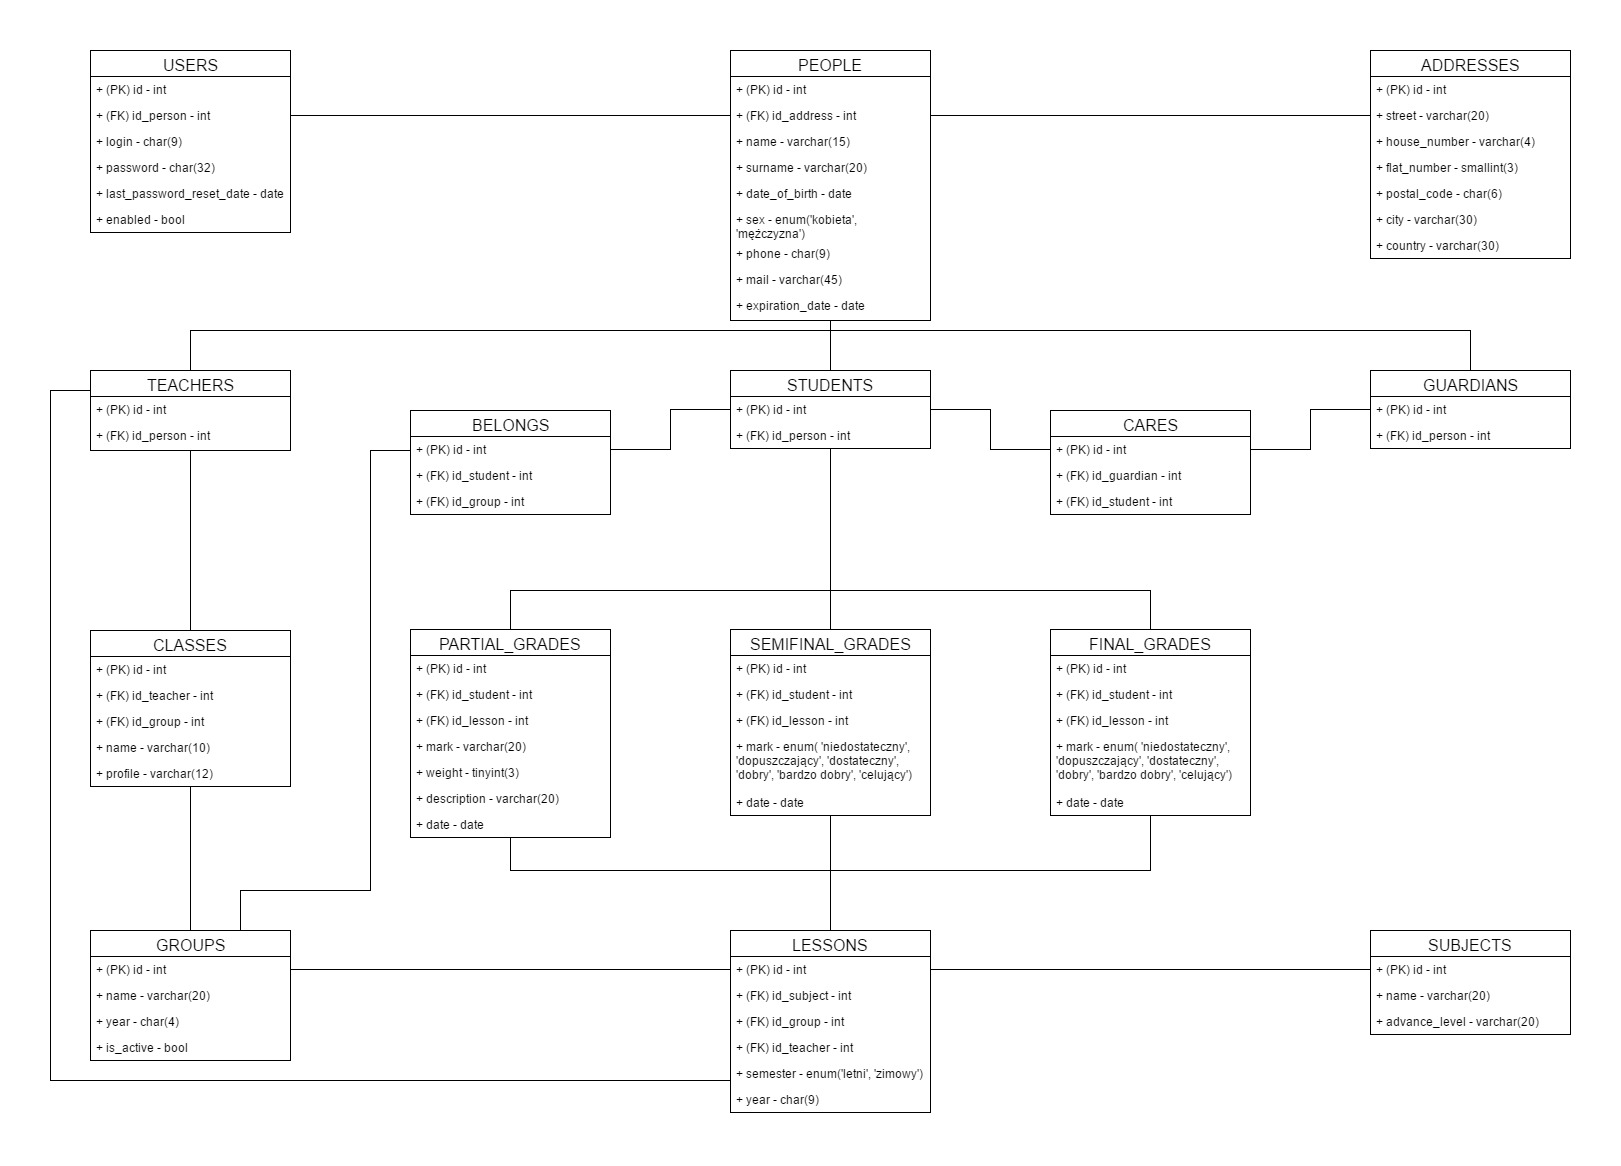 USERS
+ (PK) id - int
+ (FK) id_person - int
+ login - char(9)
+ password - char(32)
+ last_password_reset_date - date
+ enabled - bool
PEOPLE
+ (PK) id - int
+ (FK) id_address - int
+ name - varchar(15)
+ surname - varchar(20)
+ date_of_birth - date
+ sex - enum('kobieta',
'mężczyzna')
+ phone - char(9)
+ mail - varchar(45)
+ expiration_date - date
ADDRESSES
+ (PK) id - int
+ street - varchar(20)
+ house_number - varchar(4)
+ flat_number - smallint(3)
+ postal_code - char(6)
+ city - varchar(30)
+ country - varchar(30)
TEACHERS
+ (PK) id - int
+ (FK) id_person - int
BELONGS
+ (PK) id - int
+ (FK) id_student - int
+ (FK) id_group - int
STUDENTS
+ (PK) id - int
+ (FK) id_person - int
CARES
+ (PK) id - int
+ (FK) id_guardian - int
+ (FK) id_student - int
GUARDIANS
+ (PK) id - int
+ (FK) id_person - int
CLASSES
+ (PK) id - int
+ (FK) id_teacher - int
+ (FK) id_group - int
+ name - varchar(10)
+ profile - varchar(12)
PARTIAL_GRADES
+ (PK) id - int
+ (FK) id_student - int
+ (FK) id_lesson - int
+ mark - varchar(20)
+ weight - tinyint(3)
+ description - varchar(20)
+ date - date
SEMIFINAL_GRADES
+ (PK) id - int
+ (FK) id_student - int
+ (FK) id_lesson - int
+ mark - enum( 'niedostateczny',
'dopuszczający', 'dostateczny',
'dobry', 'bardzo dobry', 'celujący')
+ date - date
FINAL_GRADES
+ (PK) id - int
+ (FK) id_student - int
+ (FK) id_lesson - int
+ mark - enum( 'niedostateczny',
'dopuszczający', 'dostateczny',
'dobry', 'bardzo dobry', 'celujący')
+ date - date
GROUPS
+ (PK) id - int
+ name - varchar(20)
+ year - char(4)
+ is_active - bool
LESSONS
+ (PK) id - int
+ (FK) id_subject - int
+ (FK) id_group - int
+ (FK) id_teacher - int
+ semester - enum('letni', 'zimowy')
+ year - char(9)
SUBJECTS
+ (PK) id - int
+ name - varchar(20)
+ advance_level - varchar(20)